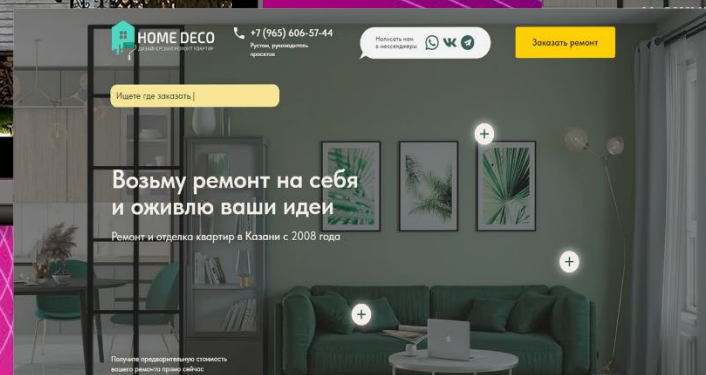 HOME DECO
ДИЗАЙНЕРСКИЙ РЕМОНТ КВАРТИР
+7 (965) 606-57-44
Рустам, руководитель
проектов
Написать нам
в мессенджеры
Заказать ремонт
Ищете где заказать |
Возьму ремонт на себя
и оживлю ваши идеи
Ремонт и отделка квартир в Казани с 2008 года
Получите предварительную стоимость
вашего ремонта прямо сейчас